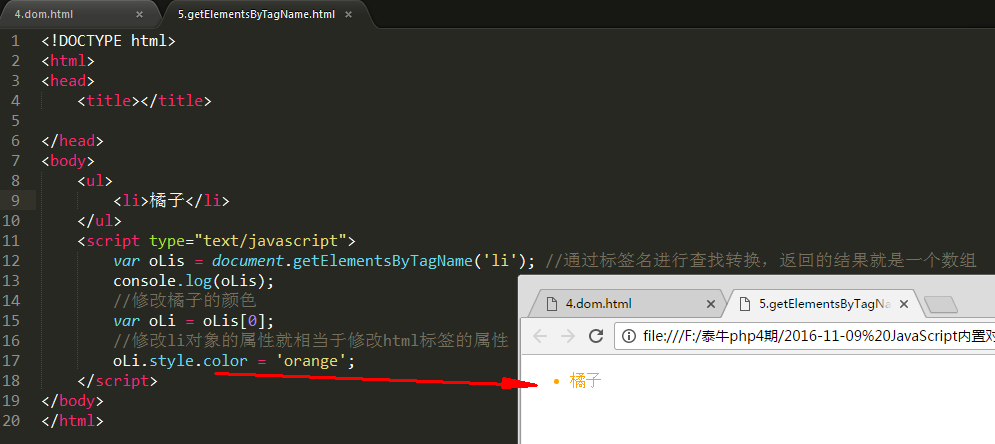 4.dom.html × 5.getElementsByTagName.html ×
1 <!DOCTYPE html>
2 <html>
3 <head>
4     <title></title>
5
6 </head>
7 <body>
8     <ul>
9         <li>橘子</li>
10     </ul>
11     <script type="text/javascript">
12         var oLis = document.getElementsByTagName('li'); //通过标签名进行查找转换，返回的结果就是一个数组
13         console.log(oLis);
14         //修改橘子的颜色
15         var oLi = oLis[0];
16         //修改li对象的属性就相当于修改html标签的属性
17         oLi.style.color = 'orange';
18     </script>
19 </body>
20 </html>
4.dom.html × 5.getElementsByTagNa ×
file:///F:/泰牛php4期/2016-11-09%20JavaScript内置对
• 橘子